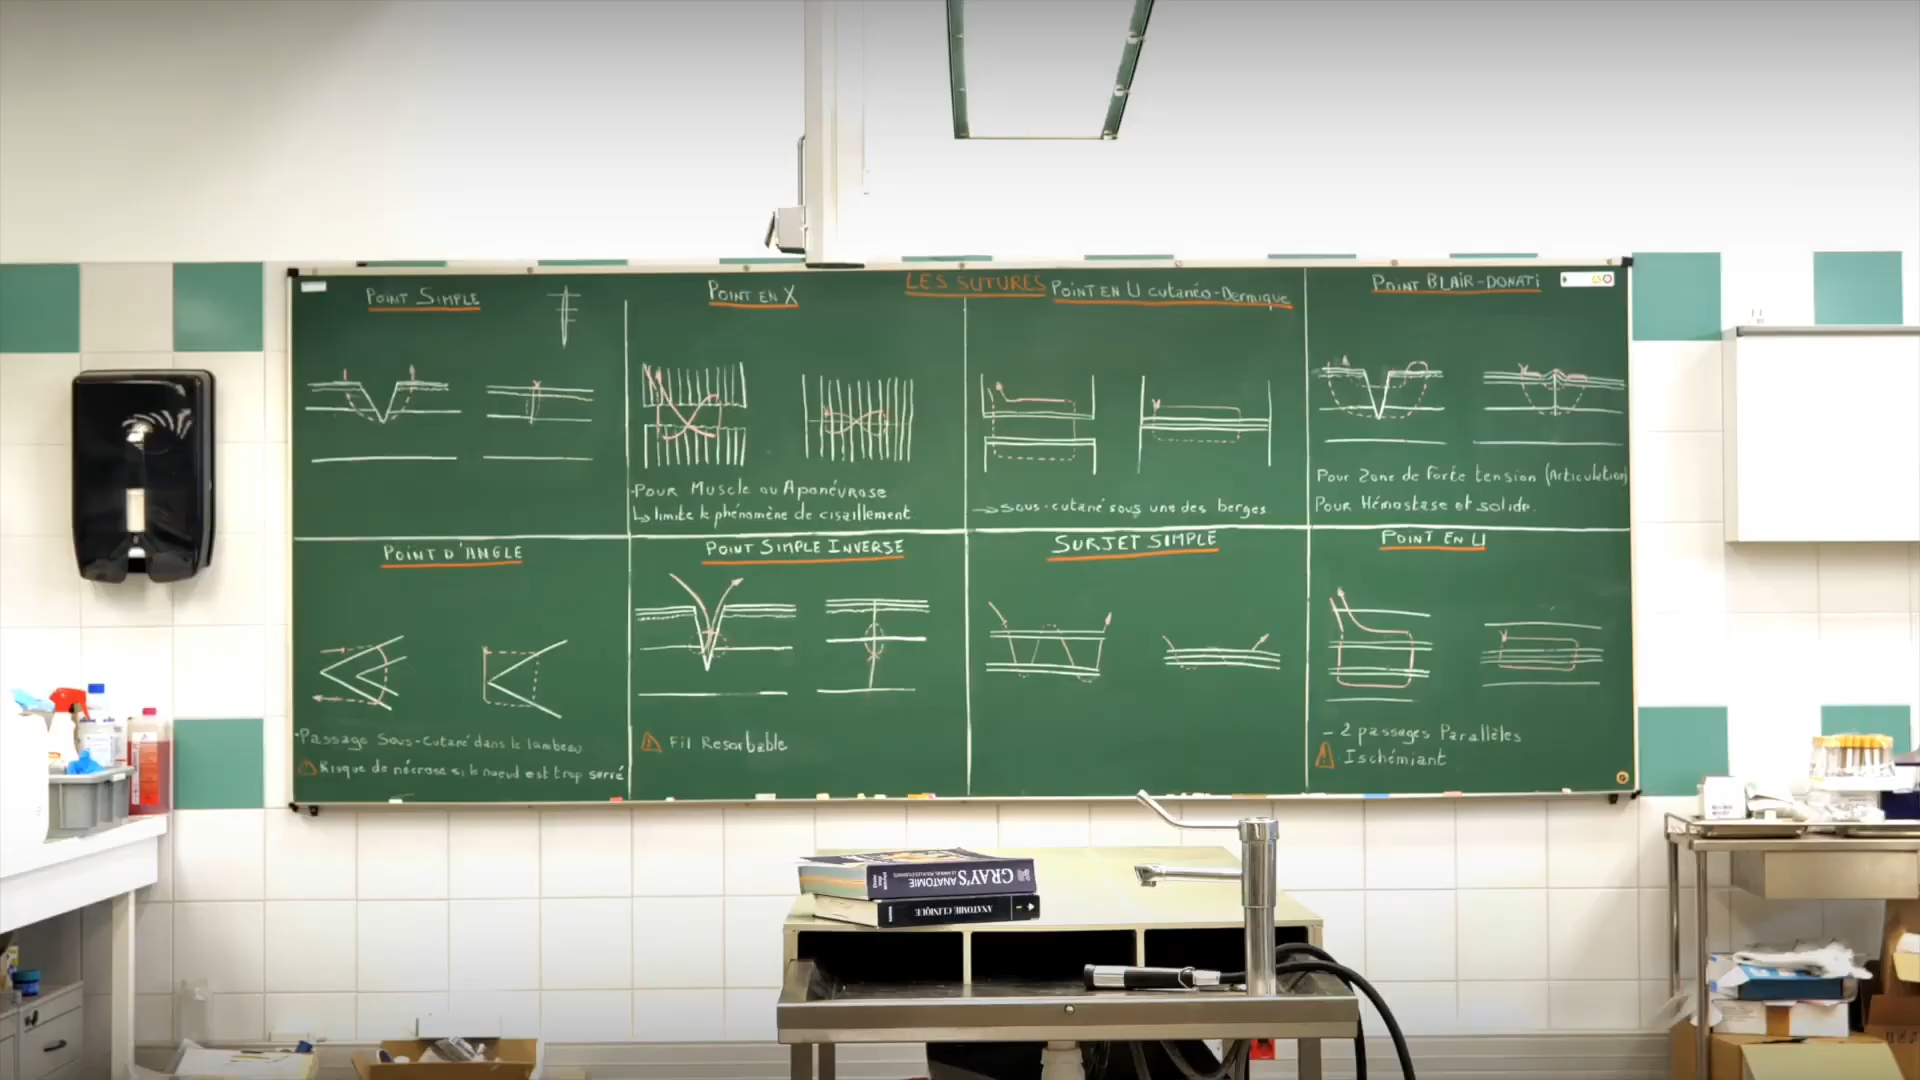 LES SUTURES
POINT SIMPLE
POINT EN X
-POUR Muscle ou Aponévrose
↳ limite le phénomène de cisaillement
POINT EN U cutanéo-Dermique
→ Sous-cutané sous une des berges
POINT BLAIR-DONATI
Pour Zone de Forte tension (Articulation)
Pour Hémostase et solide.
POINT D'ANGLE
-Passage Sous-Cutané dans le lambeau
Risque de nécrose si le nœud est trop serré
POINT SIMPLE INVERSE
Fil Resorbable
SURJET SIMPLE
POINT EN U
- 2 passages Parallèles
Ischémiant
GRAY'S ANATOMIE
ANATOMIE CLINIQUE